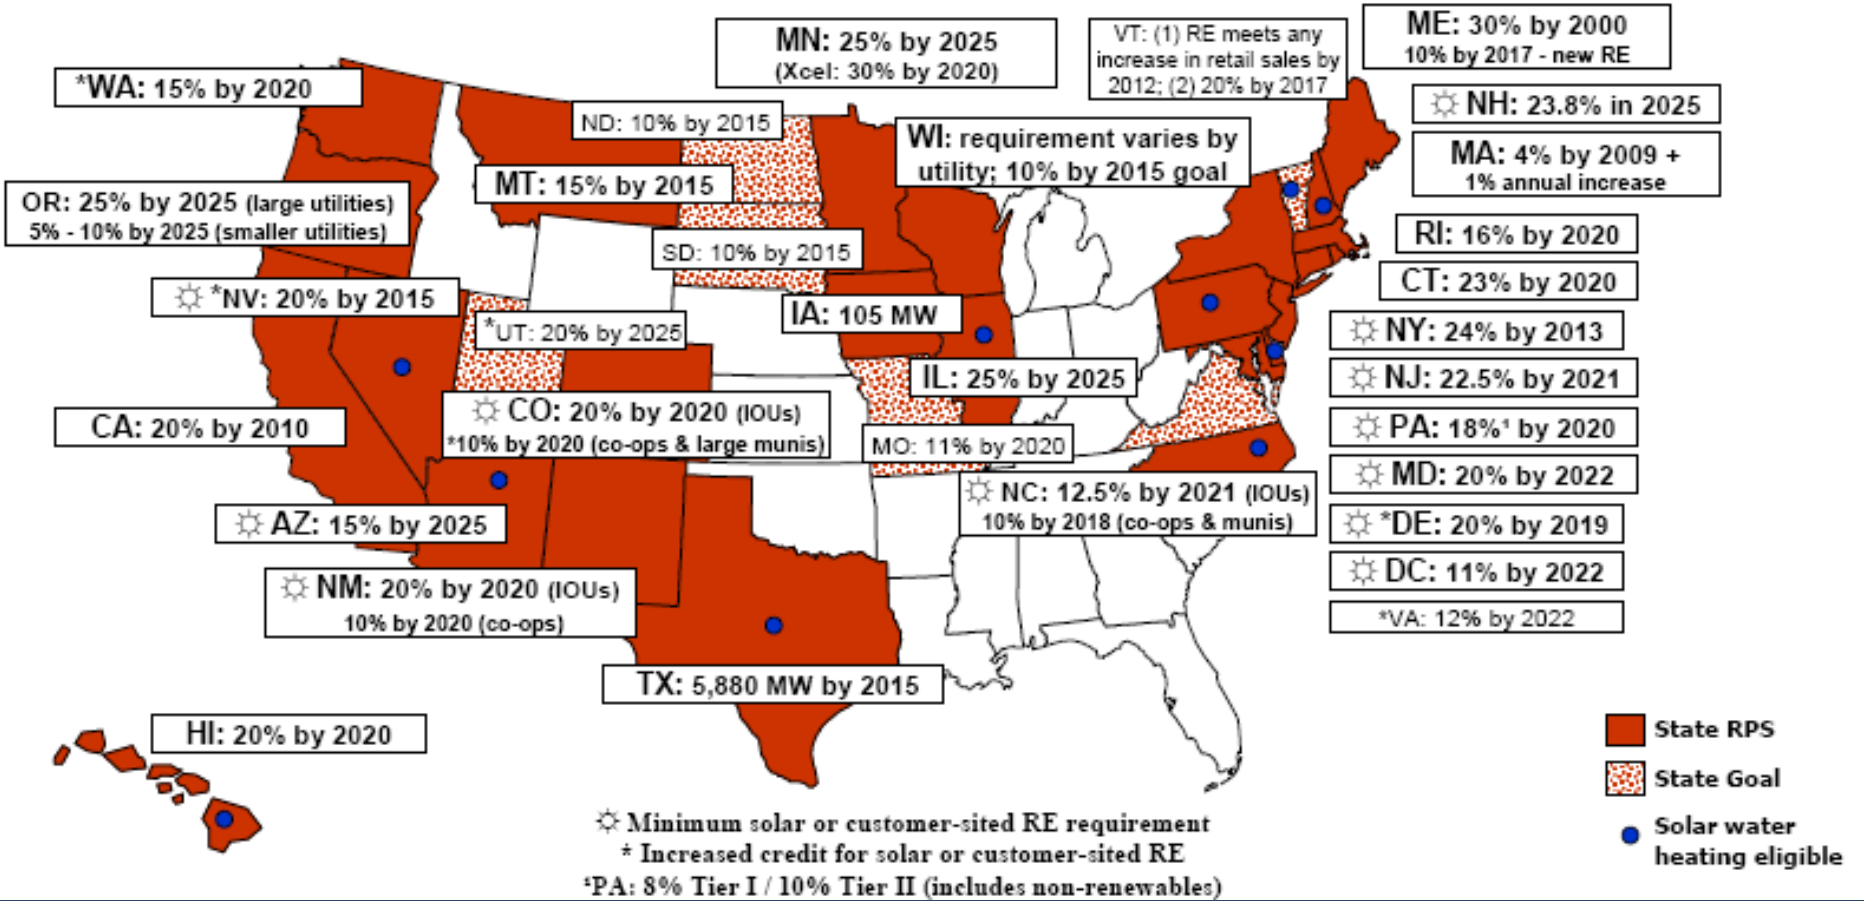 *WA: 15% by 2020
MN: 25% by 2025
(Xcel: 30% by 2020)
VT: (1) RE meets any
increase in retail sales by
2012; (2) 20% by 2017
ME: 30% by 2000
10% by 2017 - new RE
☼ NH: 23.8% in 2025
ND: 10% by 2015
WI: requirement varies by
utility; 10% by 2015 goal
MA: 4% by 2009 +
1% annual increase
MT: 15% by 2015
OR: 25% by 2025 (large utilities)
5% - 10% by 2025 (smaller utilities)
RI: 16% by 2020
SD: 10% by 2015
CT: 23% by 2020
☼ *NV: 20% by 2015
IA: 105 MW
*UT: 20% by 2025
☼ NY: 24% by 2013
IL: 25% by 2025
☼ NJ: 22.5% by 2021
☼ CO: 20% by 2020 (IOUs)
*10% by 2020 (co-ops & large munis)
CA: 20% by 2010
MO: 11% by 2020
☼ PA: 18%¹ by 2020
☼ MD: 20% by 2022
☼ NC: 12.5% by 2021 (IOUs)
10% by 2018 (co-ops & munis)
☼ AZ: 15% by 2025
☼ *DE: 20% by 2019
☼ DC: 11% by 2022
☼ NM: 20% by 2020 (IOUs)
10% by 2020 (co-ops)
*VA: 12% by 2022
TX: 5,880 MW by 2015
HI: 20% by 2020
State RPS
State Goal
Solar water
heating eligible
☼ Minimum solar or customer-sited RE requirement
* Increased credit for solar or customer-sited RE
¹PA: 8% Tier I / 10% Tier II (includes non-renewables)